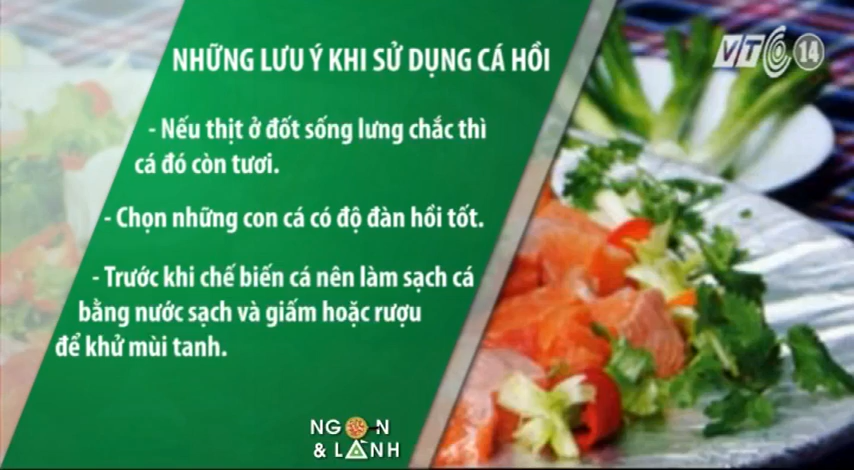 NHỮNG LƯU Ý KHI SỬ DỤNG CÁ HỒI
VTC 14
- Nếu thịt ở đốt sống lưng chắc thì
cá đó còn tươi.
- Chọn những con cá có độ đàn hồi tốt.
- Trước khi chế biến cá nên làm sạch cá
bằng nước sạch và giấm hoặc rượu
để khử mùi tanh.
NGON
& LÀNH